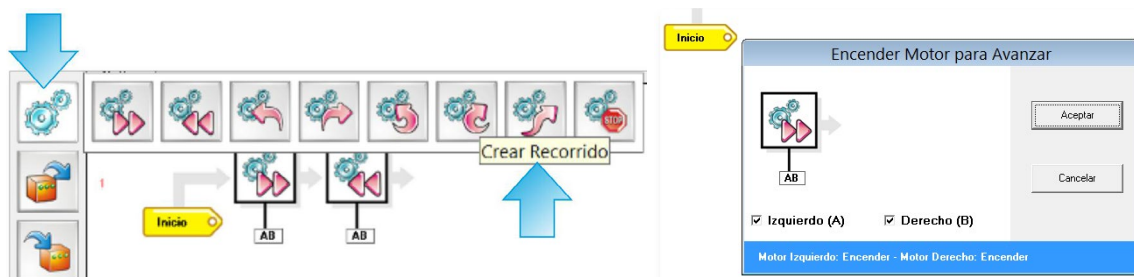 STOP
Crear Recorrido
1
Inicio
AB
AB
Inicio
Encender Motor para Avanzar
Aceptar
AB
Cancelar
Izquierdo (A)
Derecho (B)
Motor Izquierdo: Encender - Motor Derecho: Encender